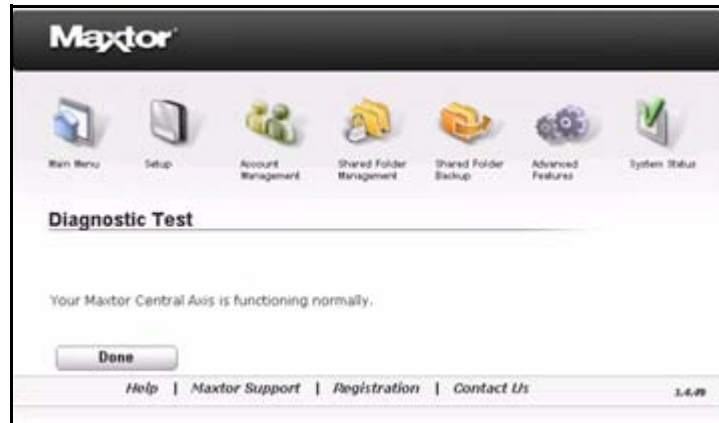 Maxtor
Main Menu
Setup
Account Management
Shared Folder Management
Shared Folder Backup
Advanced Features
System Status
Diagnostic Test
Your Maxtor Central Axis is functioning normally.
Done
Help | Maxtor Support | Registration | Contact Us